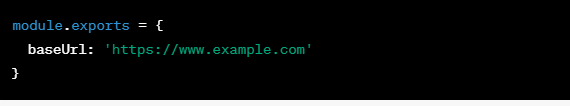 module.exports = {
  baseUrl: 'https://www.example.com'
}